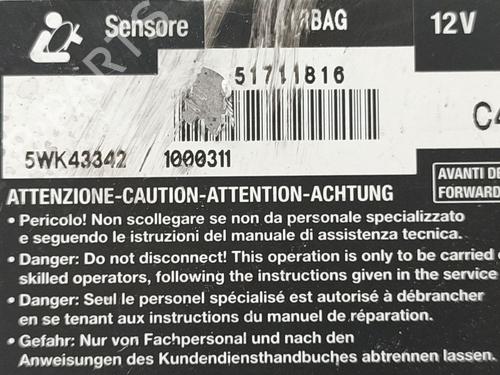 Sensore AIRBAG 12V
51711816
5WK43342 1000311
ATTENZIONE-CAUTION-ATTENTION-ACHTUNG
AVANTI
FORWARD
• Pericolo! Non scollegare se non da personale specializzato
e seguendo le istruzioni del manuale di assistenza tecnica.
• Danger: Do not disconnect! This operation is only to be carried
skilled operators, following the instructions given in the service
• Danger: Seul le personel spécialisé est autorisé à débrancher
en se tenant aux instructions du manuel de réparation.
• Gefahr: Nur von Fachpersonal und nach den
Anweisungen des Kundendiensthandbuches abtrennen lassen.